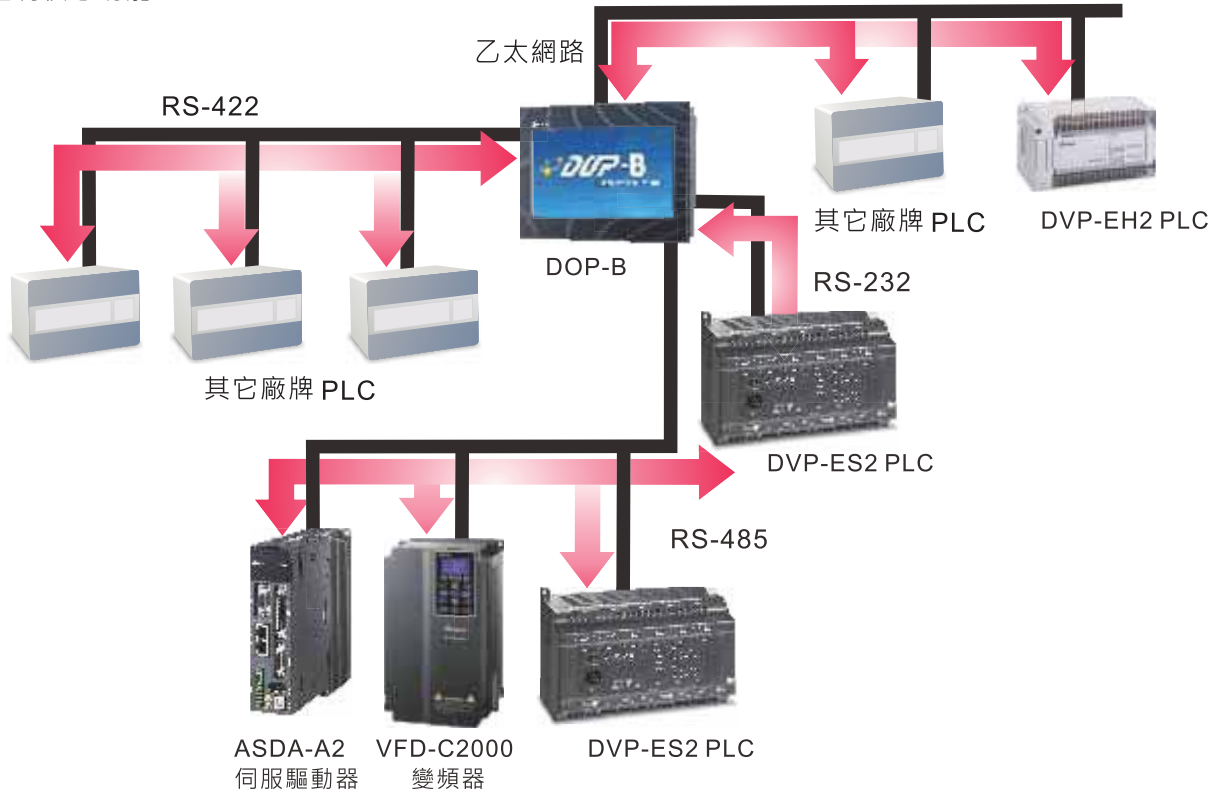 乙太網路
RS-422
DOP-B
其它廠牌 PLC
DVP-EH2 PLC
DOP-B
RS-232
其它廠牌 PLC
DVP-ES2 PLC
RS-485
ASDA-A2
伺服驅動器
VFD-C2000
變頻器
DVP-ES2 PLC